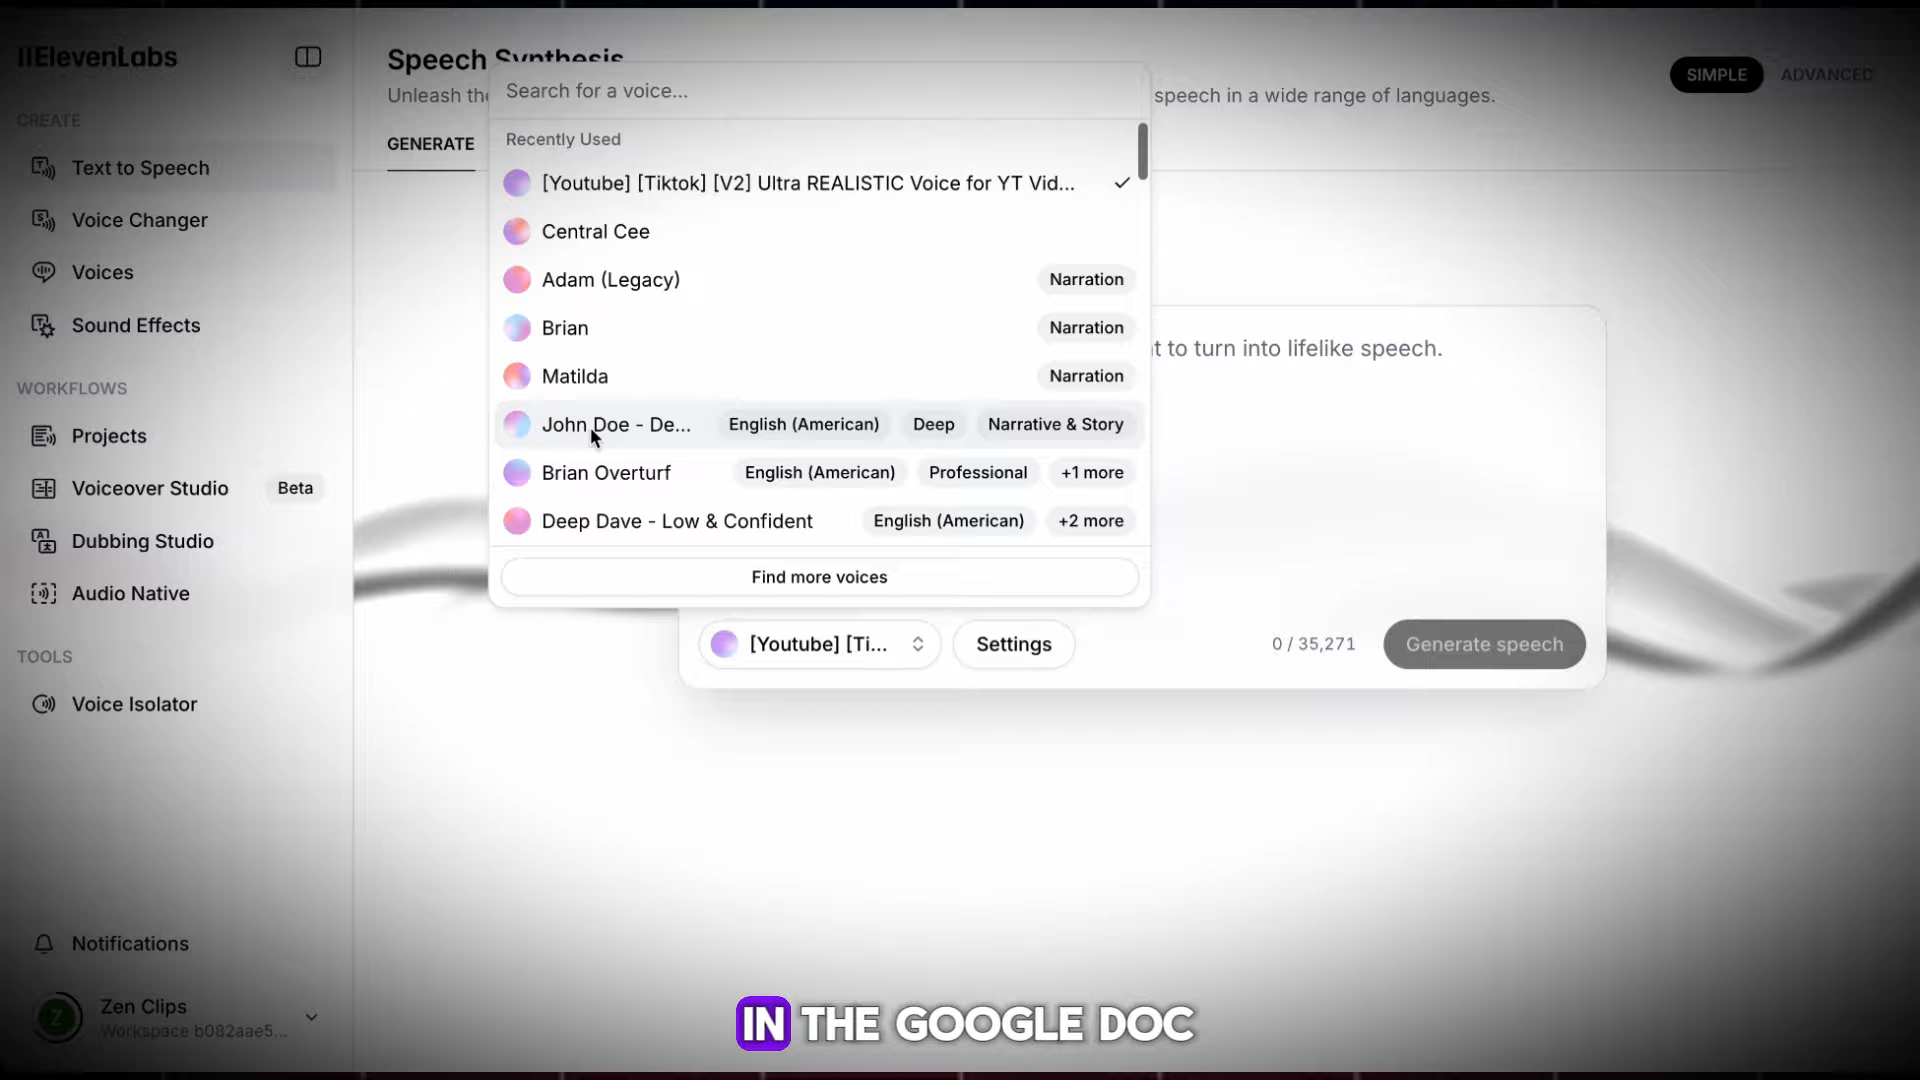 IIElevenLabs
CREATE
Text to Speech
Voice Changer
Voices
Sound Effects
WORKFLOWS
Projects
Voiceover Studio Beta
Dubbing Studio
Audio Native
TOOLS
Voice Isolator
Notifications
Zen Clips
Workspace b082aae5...
Speech Synthesis
Unleash the speech in a wide range of languages.
SIMPLE ADVANCED
GENERATE
Search for a voice...
Recently Used
[Youtube] [Tiktok] [V2] Ultra REALISTIC Voice for YT Vid...
Central Cee
Adam (Legacy) Narration
Brian Narration
Matilda Narration
John Doe - De... English (American) Deep Narrative & Story
Brian Overturf English (American) Professional +1 more
Deep Dave - Low & Confident English (American) +2 more
Find more voices
to turn into lifelike speech.
[Youtube] [Ti... Settings 0 / 35,271 Generate speech
IN THE GOOGLE DOC